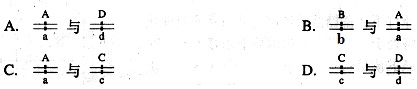 A. A a 与 D d B. B b 与 A a
C. A a 与 C c D. C c 与 D d